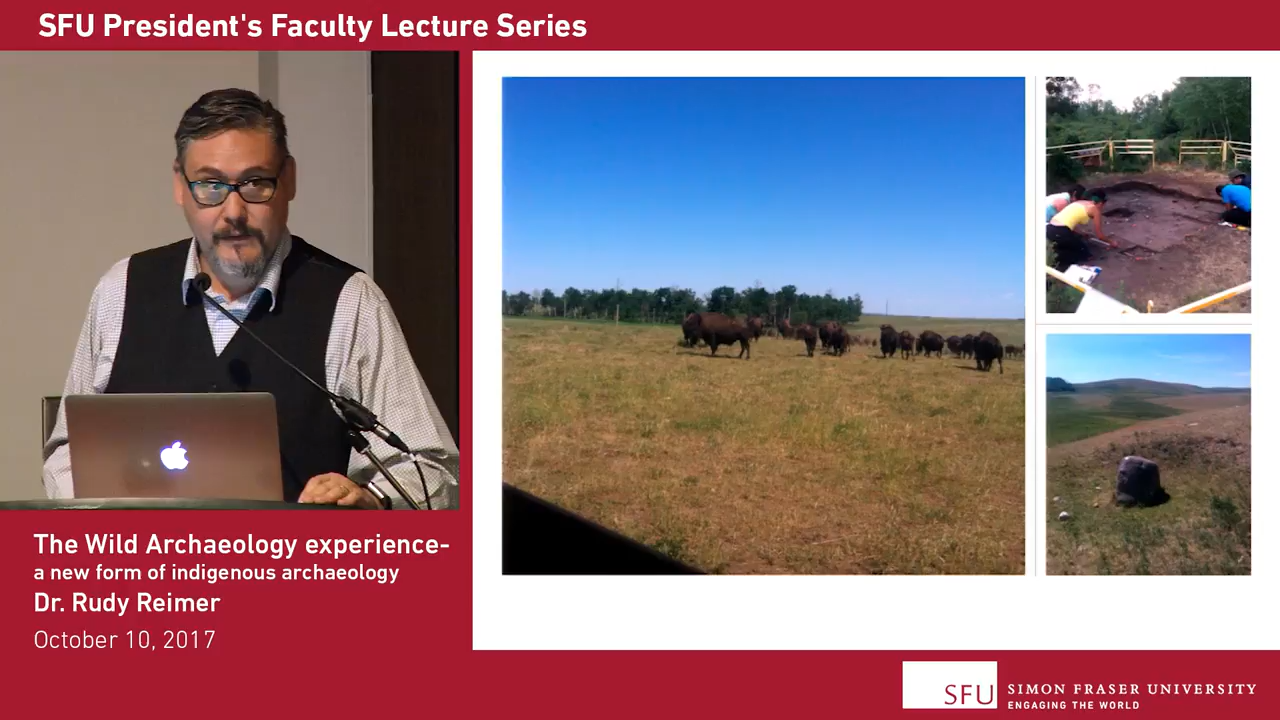 SFU President's Faculty Lecture Series
The Wild Archaeology experience-
a new form of indigenous archaeology
Dr. Rudy Reimer
October 10, 2017
SFU
SIMON FRASER UNIVERSITY
ENGAGING THE WORLD